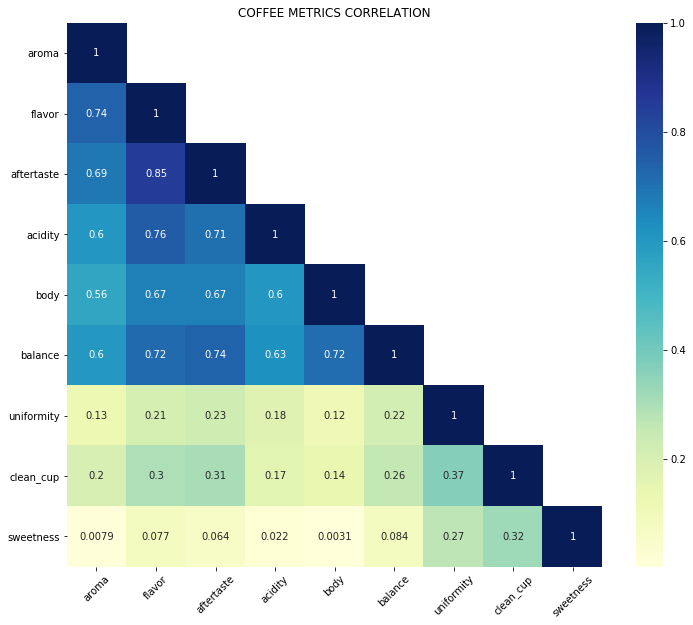 COFFEE METRICS CORRELATION
aroma 1
flavor 0.74 1
aftertaste 0.69 0.85 1
acidity 0.6 0.76 0.71 1
body 0.56 0.67 0.67 0.6 1
balance 0.6 0.72 0.74 0.63 0.72 1
uniformity 0.13 0.21 0.23 0.18 0.12 0.22 1
clean_cup 0.2 0.3 0.31 0.17 0.14 0.26 0.37 1
sweetness 0.0079 0.077 0.064 0.022 0.0031 0.084 0.27 0.32 1
aroma flavor aftertaste acidity body balance uniformity clean_cup sweetness
1.0
0.8
0.6
0.4
0.2